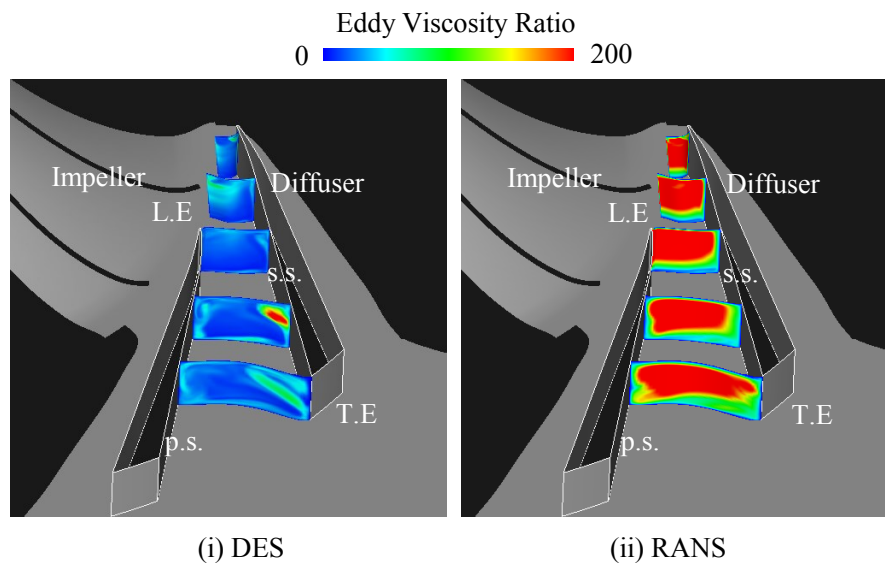 Eddy Viscosity Ratio
0 200
Impeller
Diffuser
L.E
s.s.
T.E
p.s.
Impeller
Diffuser
L.E
s.s.
T.E
p.s.
(i) DES
(ii) RANS